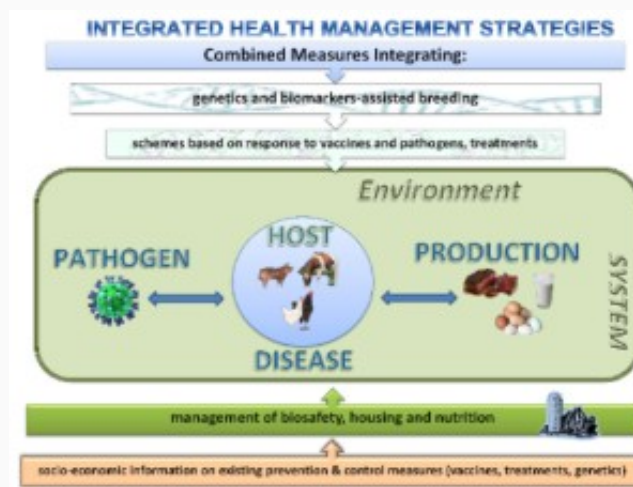 INTEGRATED HEALTH MANAGEMENT STRATEGIES
Combined Measures Integrating:
genetics and biomarkers-assisted breeding
schemes based on response to vaccines and pathogens, treatments
Environment
HOST
PATHOGEN
PRODUCTION
SYSTEM
DISEASE
management of biosafety, housing and nutrition
socio-economic information on existing prevention & control measures (vaccines, treatments, genetics)